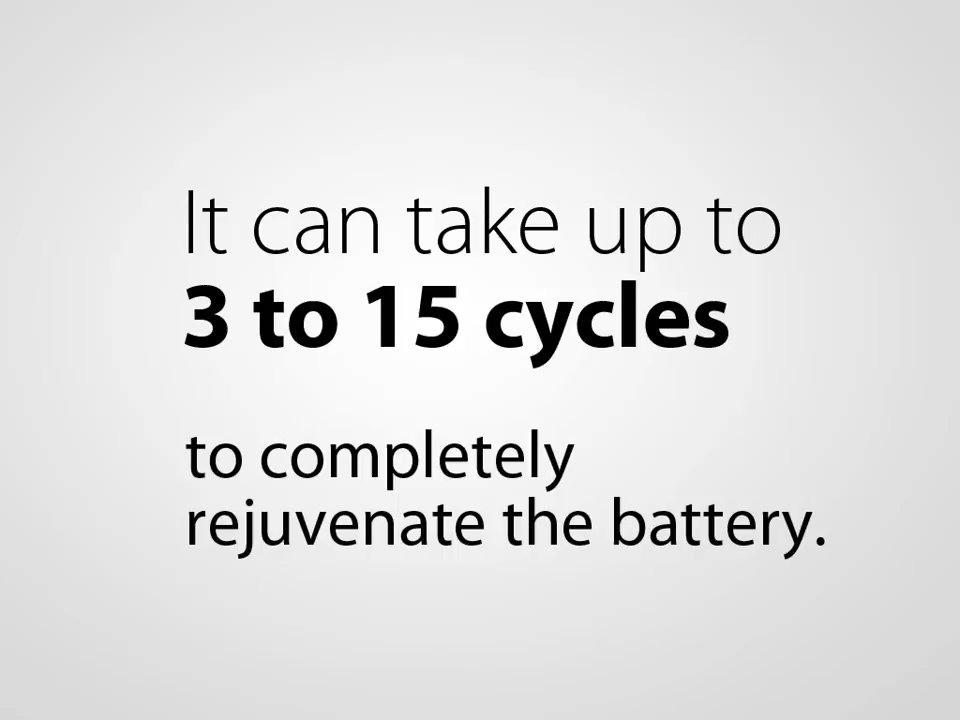 It can take up to
3 to 15 cycles
to completely
rejuvenate the battery.